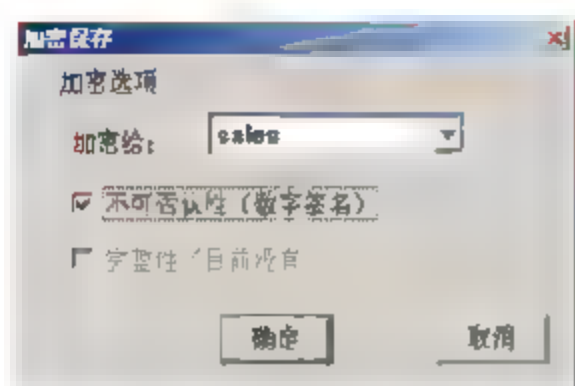 加密保存
加密选项
加密给: sales
不可否认性(数字签名)
完整性(目前没有
确定 取消